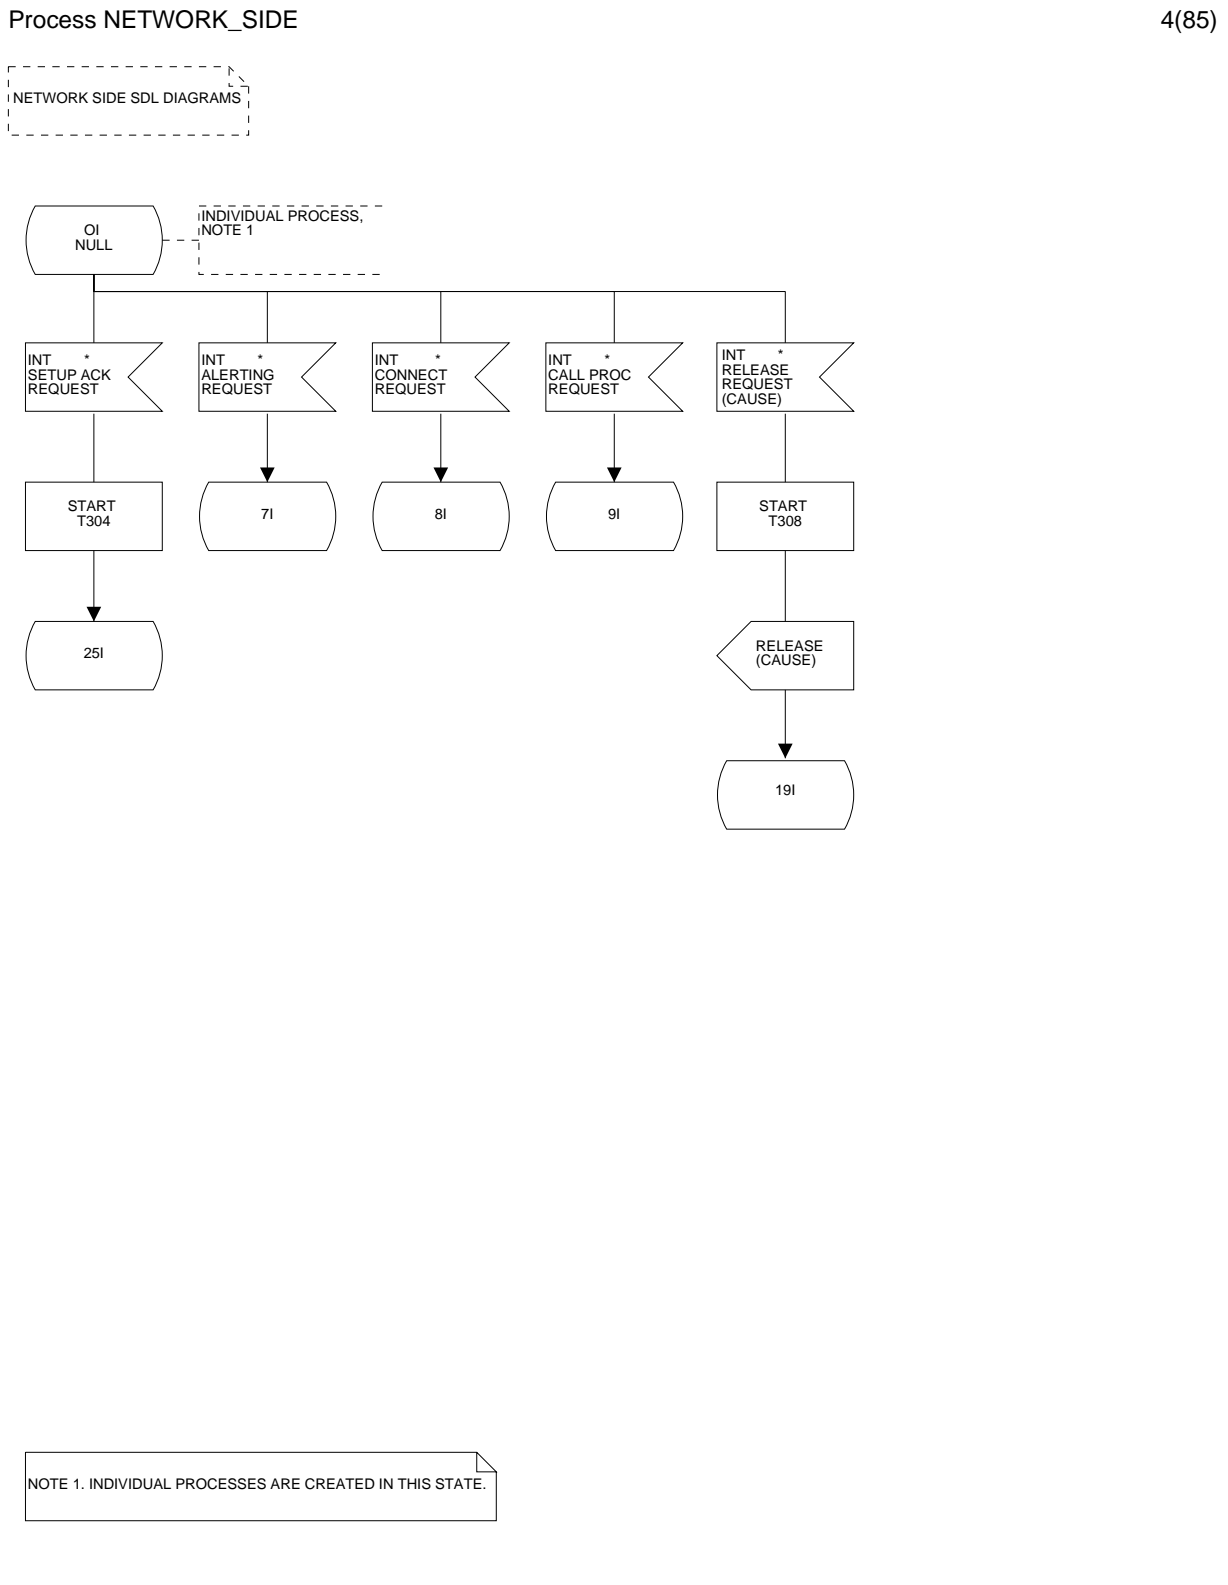 Process NETWORK_SIDE
4(85)
NETWORK SIDE SDL DIAGRAMS
OI
NULL
INDIVIDUAL PROCESS,
NOTE 1
INT *
SETUP ACK
REQUEST
INT *
ALERTING
REQUEST
INT *
CONNECT
REQUEST
INT *
CALL PROC
REQUEST
INT *
RELEASE
REQUEST
(CAUSE)
START
T304
7I
8I
9I
START
T308
25I
RELEASE
(CAUSE)
19I
NOTE 1. INDIVIDUAL PROCESSES ARE CREATED IN THIS STATE.